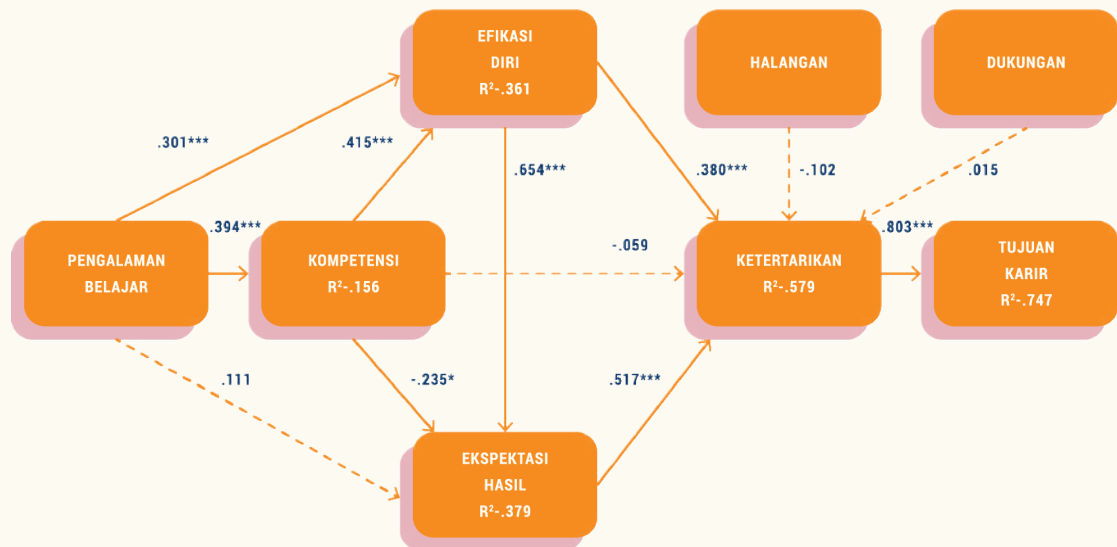 EFIKASI
DIRI
R²-.361
HALANGAN
DUKUNGAN
.301***
.415***
.654***
.380***
-.102
.015
.394***
-.059
.803***
PENGALAMAN
BELAJAR
KOMPETENSI
R²-.156
KETERTARIKAN
R²-.579
TUJUAN
KARIR
R²-.747
.111
-.235*
.517***
EKSPEKTASI
HASIL
R²-.379